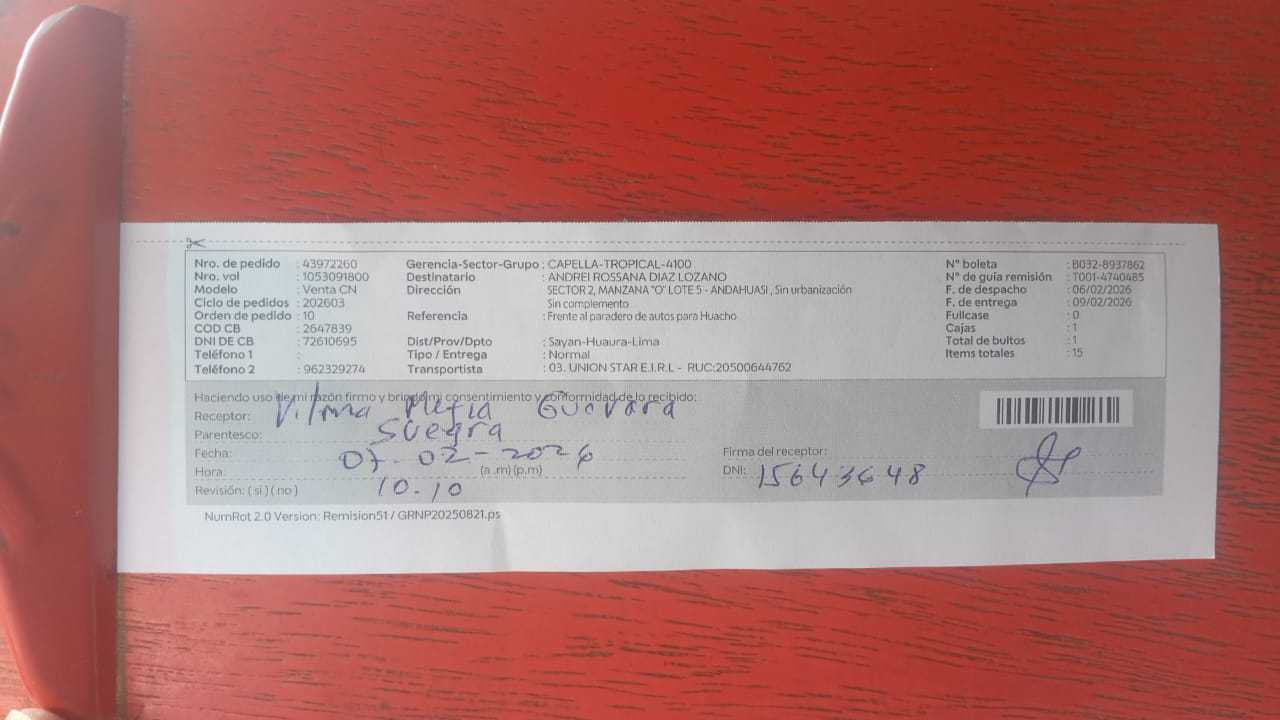 Nro. de pedido : 43972260 Gerencia-Sector-Grupo : CAPELLA-TROPICAL-4100 N° boleta : B032-8937862
Nro. vol : 1053091800 Destinatario : ANDREI ROSSANA DIAZ LOZANO N° de guía remisión : T001-4740485
Modelo : Venta CN Dirección SECTOR 2, MANZANA "O" LOTE 5 - ANDAHUASI , Sin urbanización F. de despacho : 06/02/2026
Ciclo de pedidos : 202603 Sin complemento F. de entrega : 09/02/2026
Orden de pedido : 10 Referencia : Frente al paradero de autos para Huacho Fullcase : 0
COD CB : 2647839 Cajas : 1
DNI DE CB : 72610695 Dist/Prov/Dpto : Sayan-Huaura-Lima Total de bultos : 1
Teléfono 1 : Tipo / Entrega : Normal Items totales : 15
Teléfono 2 : 962329274 Transportista : 03. UNION STAR E.I.R.L - RUC:20500644762
Haciendo uso de mi razón firmo y brindo mi consentimiento y conformidad de lo recibido:
Receptor: Vilma Mejia Guevara
Parentesco: Suegra
Fecha: 07-02-2026 Firma del receptor:
Hora: (a .m) (p.m) DNI: 15643648
Revisión: ( si ) ( no ) 10.10
NumRot 2.0 Version: Remision51 / GRNP20250821.ps